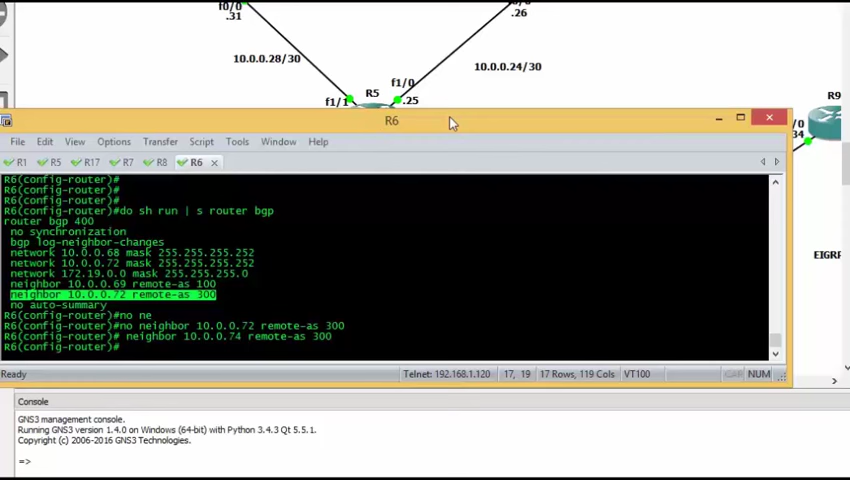 f0/0
.31
.26
10.0.0.28/30
10.0.0.24/30
f1/0
R5
f1/1
.25
R9
R6
/0
34
File Edit View Options Transfer Script Tools Window Help
R1 R5 R17 R7 R8 R6
R6(config-router)#
R6(config-router)#
R6(config-router)#
R6(config-router)#do sh run | s router bgp
router bgp 400
no synchronization
bgp log-neighbor-changes
network 10.0.0.68 mask 255.255.255.252
network 10.0.0.72 mask 255.255.255.252
network 172.19.0.0 mask 255.255.255.0
neighbor 10.0.0.69 remote-as 100
neighbor 10.0.0.72 remote-as 300
no auto-summary
R6(config-router)#no ne
R6(config-router)#no neighbor 10.0.0.72 remote-as 300
R6(config-router)# neighbor 10.0.0.74 remote-as 300
R6(config-router)#
EIGRP
Ready Telnet: 192.168.1.120 17, 19 17 Rows, 119 Cols VT100 CAP NUM
Console
GNS3 management console.
Running GNS3 version 1.4.0 on Windows (64-bit) with Python 3.4.3 Qt 5.5.1.
Copyright (c) 2006-2016 GNS3 Technologies.
=>